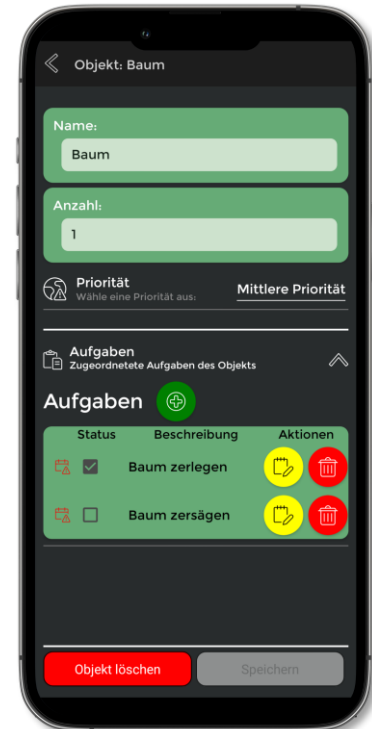 Objekt: Baum
Name:
Baum
Anzahl:
1
Priorität
Wähle eine Priorität aus:
Mittlere Priorität
Aufgaben
Zugeordnetete Aufgaben des Objekts
Aufgaben
Status Beschreibung Aktionen
Baum zerlegen
Baum zersägen
Objekt löschen Speichern